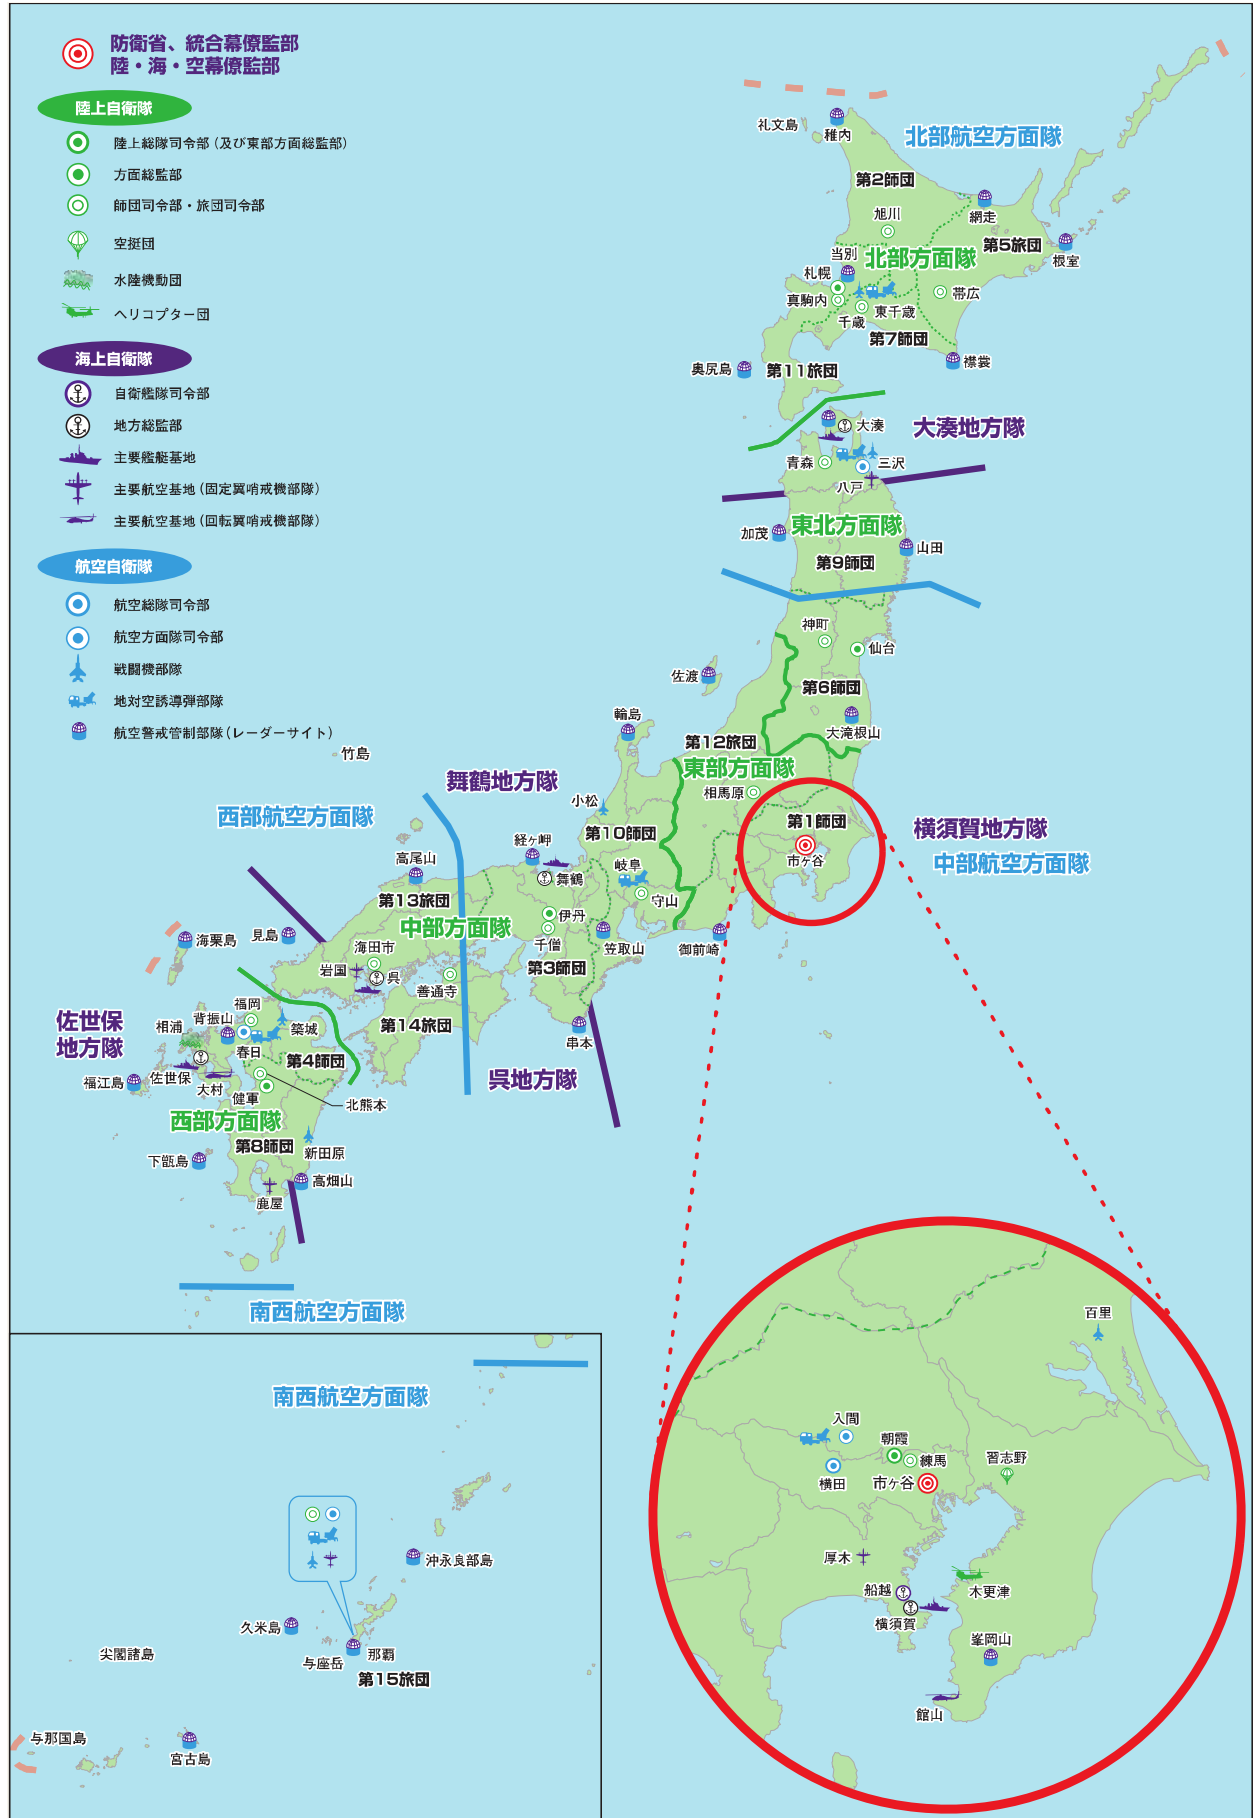 防衛省、統合幕僚監部
陸・海・空幕僚監部
陸上自衛隊
陸上総隊司令部（及び東部方面総監部）
方面総監部
師団司令部・旅団司令部
空挺団
水陸機動団
ヘリコプター団
海上自衛隊
自衛艦隊司令部
地方総監部
主要艦艇基地
主要航空基地（固定翼哨戒機部隊）
主要航空基地（回転翼哨戒機部隊）
航空自衛隊
航空総隊司令部
航空方面隊司令部
戦闘機部隊
地対空誘導弾部隊
航空警戒管制部隊（レーダーサイト）
礼文島
稚内
北部航空方面隊
第2師団
網走
旭川
第5旅団
当別
北部方面隊
根室
札幌
真駒内
帯広
東千歳
千歳
第7師団
襟裳
奥尻島
第11旅団
大湊
大湊地方隊
青森
三沢
八戸
東北方面隊
加茂
山田
第9師団
神町
仙台
佐渡
第6師団
輪島
大滝根山
第12旅団
竹島
東部方面隊
舞鶴地方隊
相馬原
小松
西部航空方面隊
第10師団
第1師団
横須賀地方隊
経ヶ岬
市ヶ谷
中部航空方面隊
高尾山
岐阜
舞鶴
第13旅団
守山
伊丹
中部方面隊
海栗島
見島
海田市
千僧
笠取山
御前崎
岩国
呉
第3師団
善通寺
福岡
佐世保
地方隊
背振山
相浦
築城
第14旅団
串本
春日
第4師団
福江島
佐世保
大村
健軍
呉地方隊
北熊本
西部方面隊
第8師団
新田原
下甑島
高畑山
鹿屋
南西航空方面隊
南西航空方面隊
沖永良部島
久米島
尖閣諸島
与座岳
那覇
第15旅団
与那国島
宮古島
百里
入間
朝霞
練馬
習志野
横田
市ヶ谷
厚木
船越
木更津
横須賀
峯岡山
館山